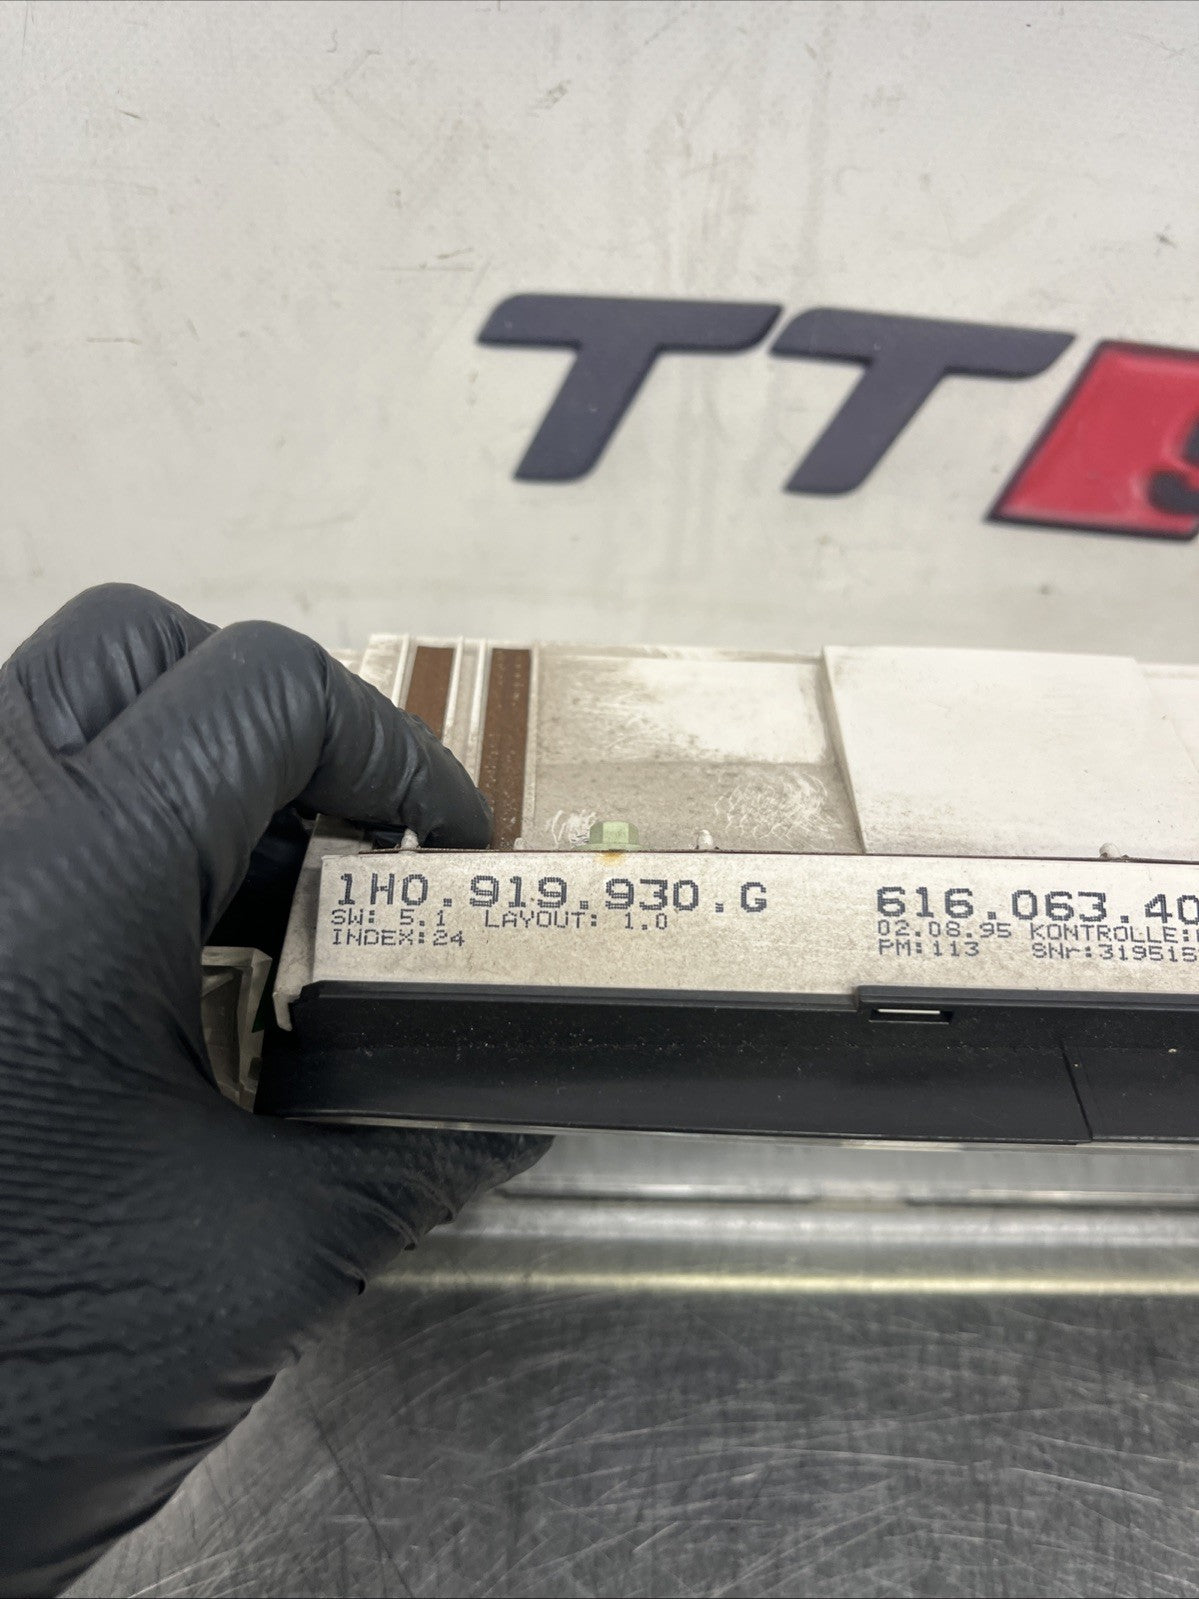 TT
1H0.919.930.G
SW: 5.1 LAYOUT: 1.0
INDEX:24
616.063.40
02.08.95 KONTROLLE:
PM:113 SNr:319515